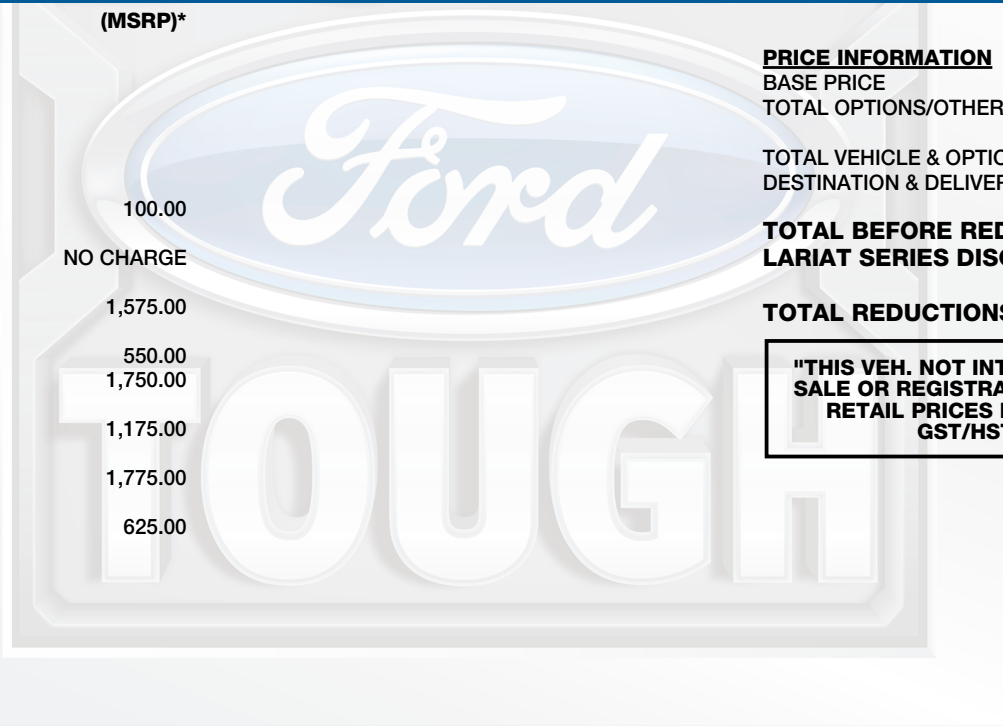 (MSRP)*
100.00
NO CHARGE
1,575.00
550.00
1,750.00
1,175.00
1,775.00
625.00
Ford
TOUGH
PRICE INFORMATION
BASE PRICE
TOTAL OPTIONS/OTHER
TOTAL VEHICLE & OPTIO
DESTINATION & DELIVER
TOTAL BEFORE RED
LARIAT SERIES DISC
TOTAL REDUCTIONS
"THIS VEH. NOT INT
SALE OR REGISTRA
RETAIL PRICES
GST/HST